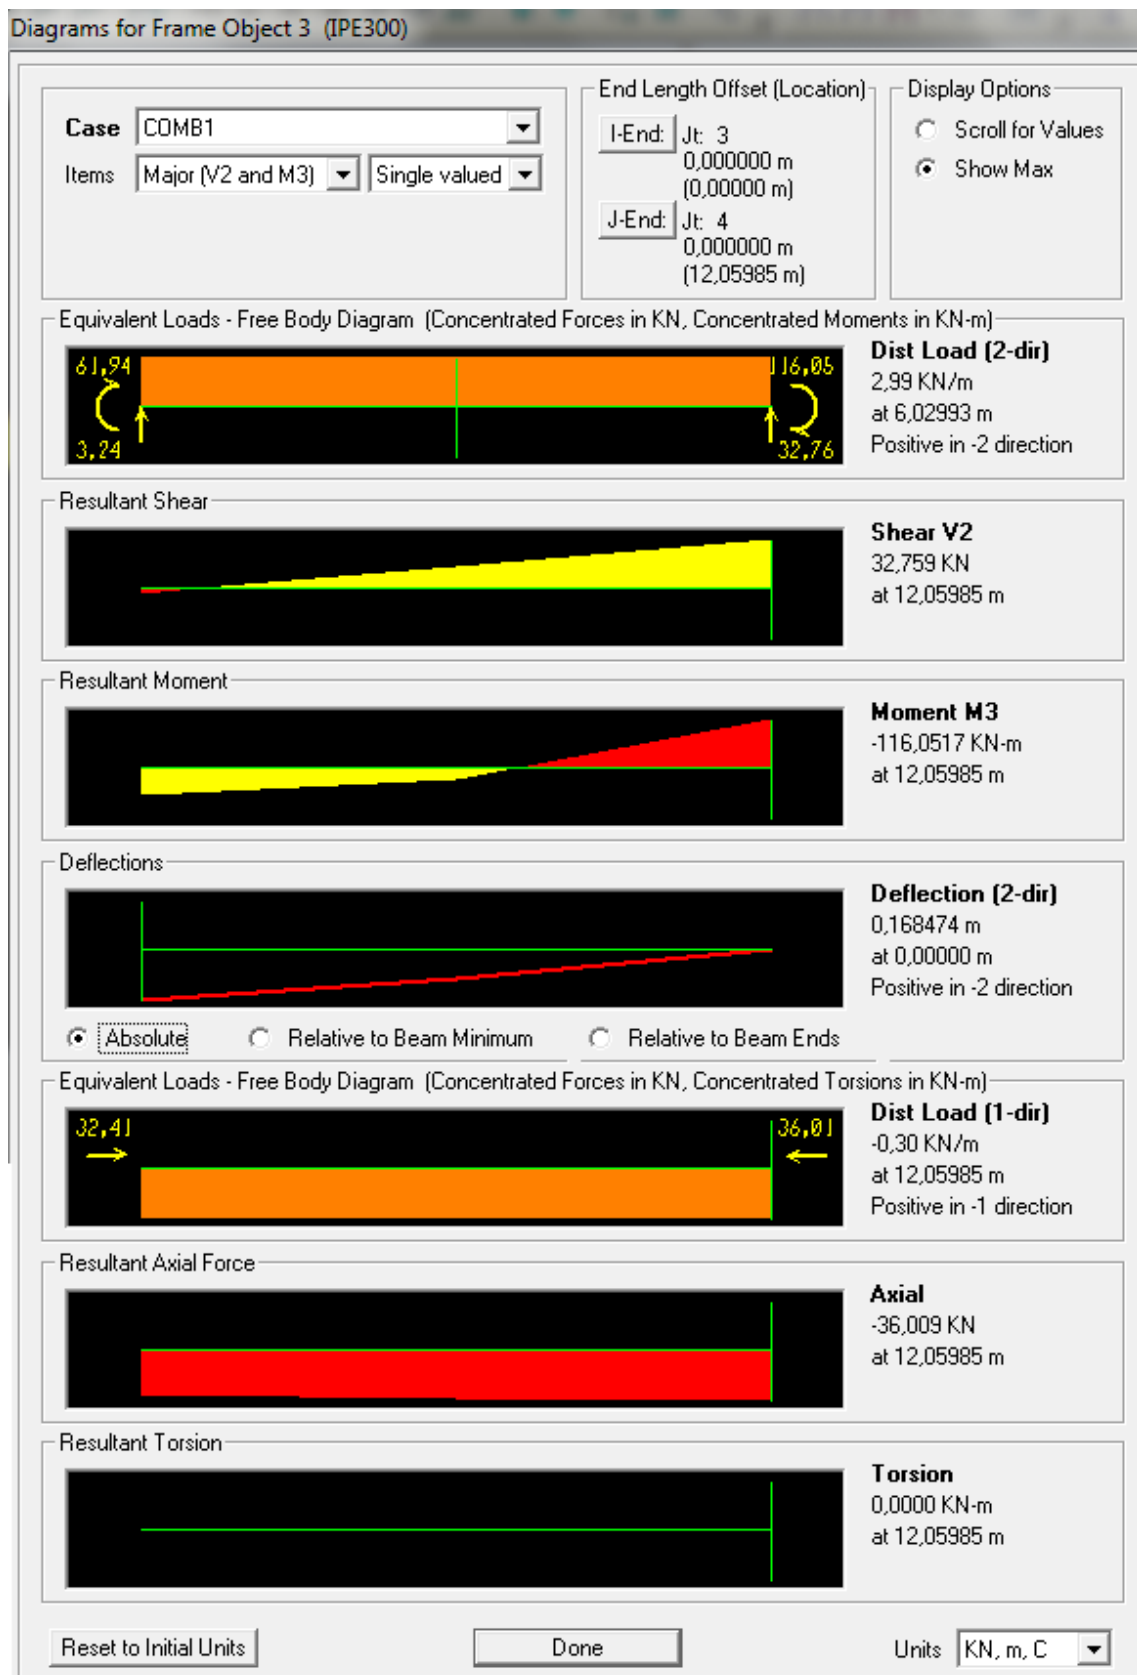 Diagrams for Frame Object 3 (IPE300)
Case COMB1
Items Major (V2 and M3) Single valued
End Length Offset (Location)
I-End: Jt: 3
0,000000 m
(0,00000 m)
J-End: Jt: 4
0,000000 m
(12,05985 m)
Display Options
Scroll for Values
Show Max
Equivalent Loads - Free Body Diagram (Concentrated Forces in KN, Concentrated Moments in KN-m)
61,94
116,05
3,24
32,76
Dist Load (2-dir)
2,99 KN/m
at 6,02993 m
Positive in -2 direction
Resultant Shear
Shear V2
32,759 KN
at 12,05985 m
Resultant Moment
Moment M3
-116,0517 KN-m
at 12,05985 m
Deflections
Deflection (2-dir)
0,168474 m
at 0,00000 m
Positive in -2 direction
Absolute Relative to Beam Minimum Relative to Beam Ends
Equivalent Loads - Free Body Diagram (Concentrated Forces in KN, Concentrated Torsions in KN-m)
32,41
36,01
Dist Load (1-dir)
-0,30 KN/m
at 12,05985 m
Positive in -1 direction
Resultant Axial Force
Axial
-36,009 KN
at 12,05985 m
Resultant Torsion
Torsion
0,0000 KN-m
at 12,05985 m
Reset to Initial Units Done Units KN, m, C